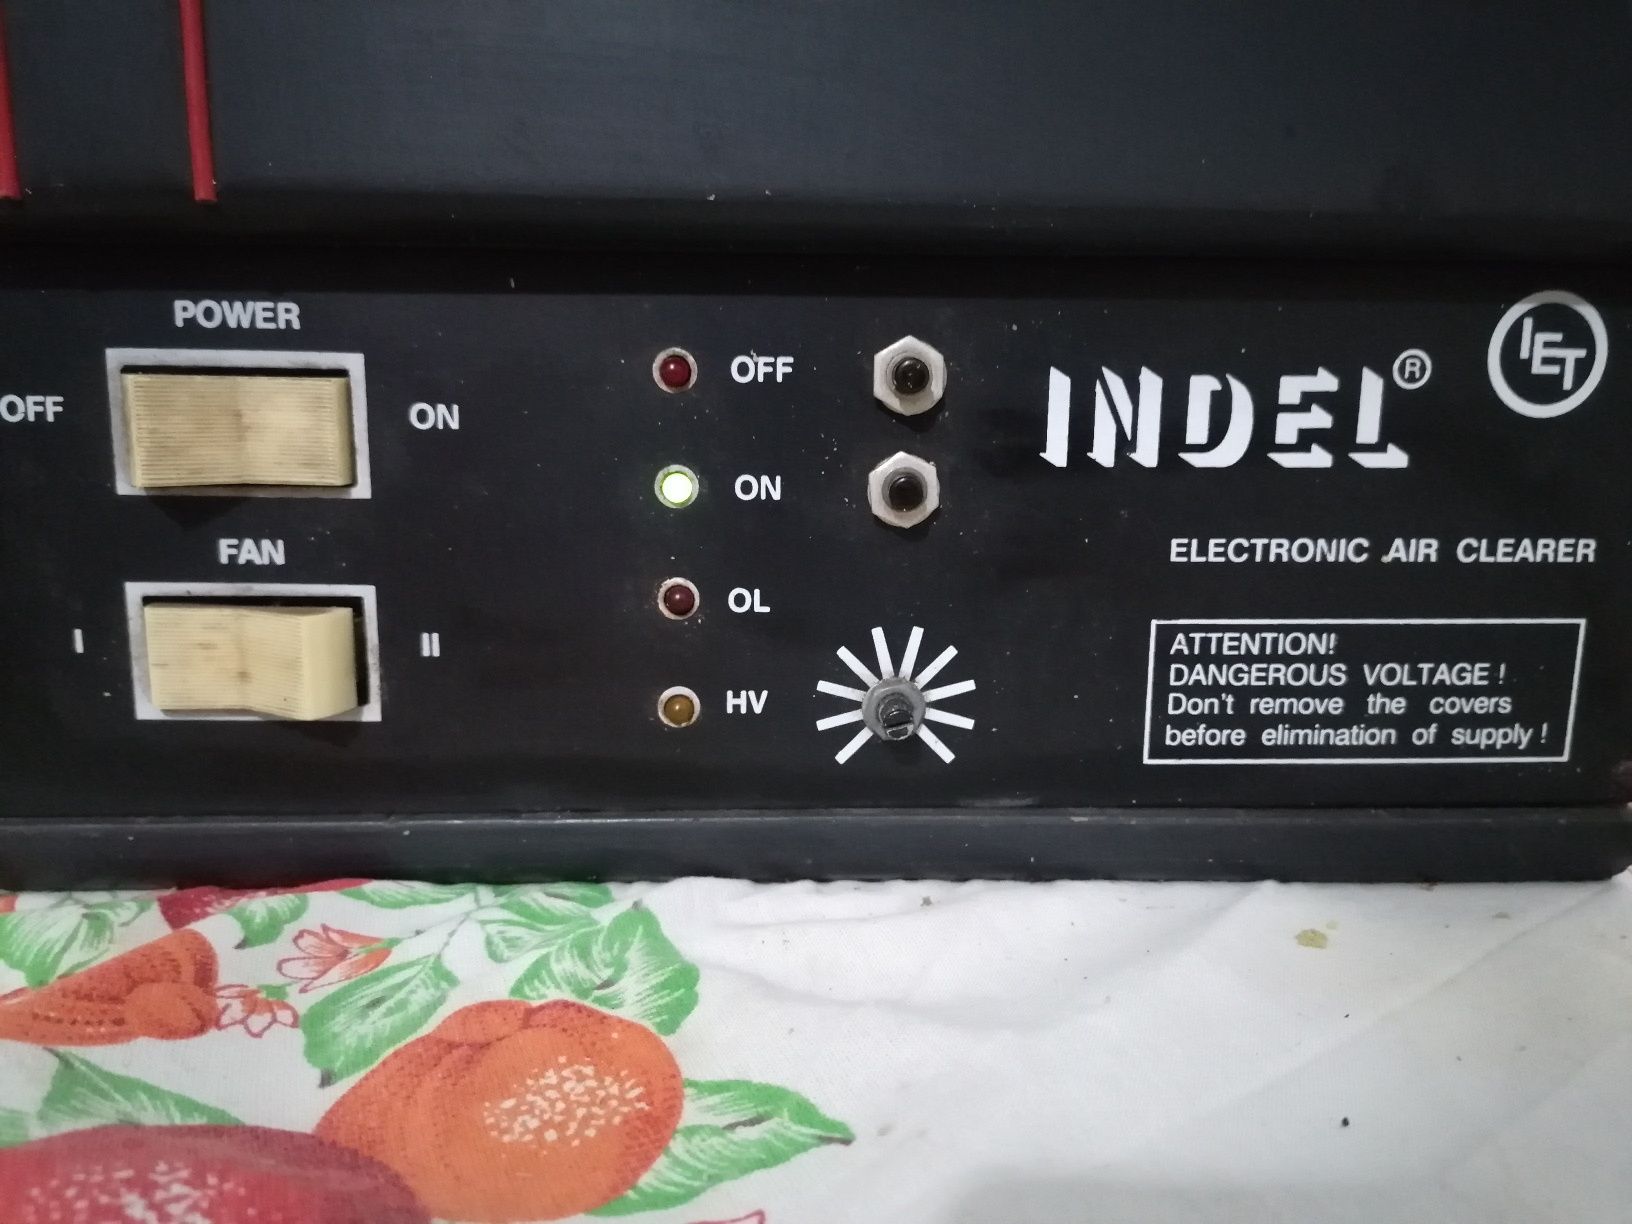 POWER
OFF
ON
FAN
I
II
OFF
ON
OL
HV
INDEL®
IET
ELECTRONIC AIR CLEARER
ATTENTION!
DANGEROUS VOLTAGE!
Don't remove the covers
before elimination of supply!